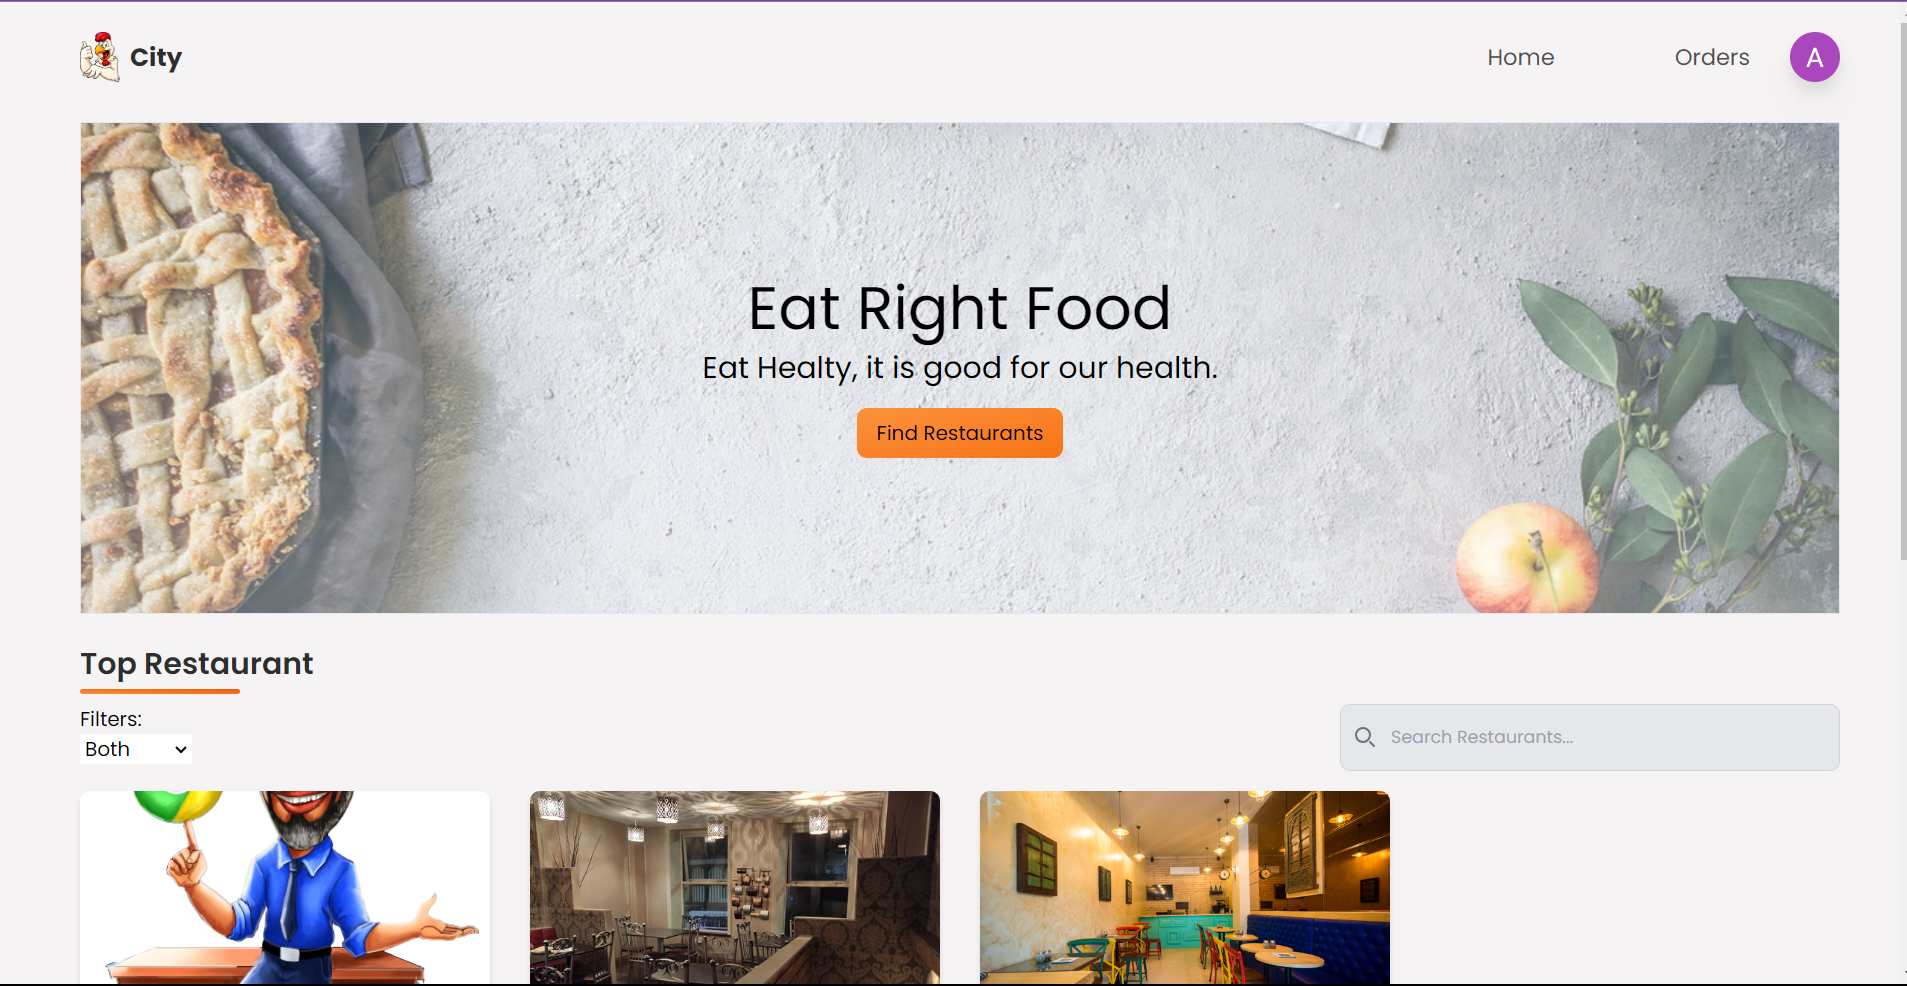 City
Home
Orders
A
Eat Right Food
Eat Healty, it is good for our health.
Find Restaurants
Top Restaurant
Filters:
Both
Search Restaurants...